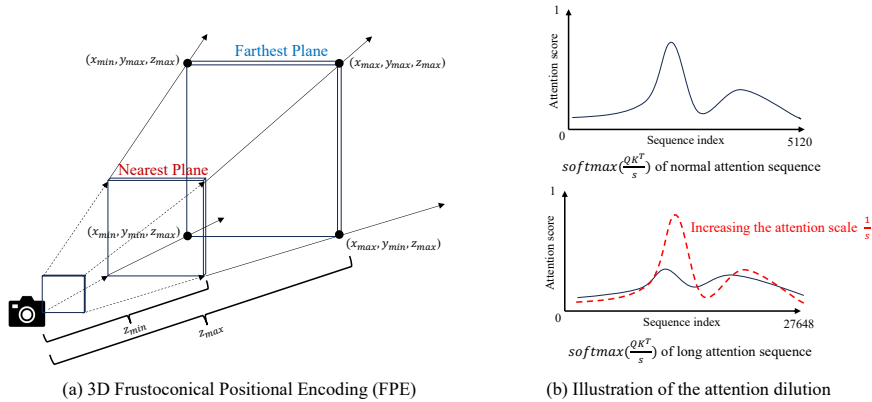 Farthest Plane
(x_min, y_max, z_max)
(x_max, y_max, z_max)
Nearest Plane
(x_min, y_min, z_max)
(x_max, y_min, z_max)
z_min
z_max
(a) 3D Frustoconical Positional Encoding (FPE)
1
Attention score
0
Sequence index
5120
softmax(QK^T/s) of normal attention sequence
1
Increasing the attention scale 1/s
Attention score
0
Sequence index
27648
softmax(QK^T/s) of long attention sequence
(b) Illustration of the attention dilution